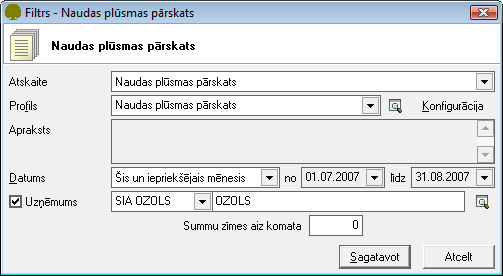 Filtrs - Naudas plūsmas pārskats
Naudas plūsmas pārskats
Atskaite Naudas plūsmas pārskats
Profils Naudas plūsmas pārskats Konfigurācija
Apraksts
Datums Šis un iepriekšējais mēnesis no 01.07.2007 līdz 31.08.2007
Uzņēmums SIA OZOLS OZOLS
Summu zīmes aiz komata 0
Sagatavot Atcelt